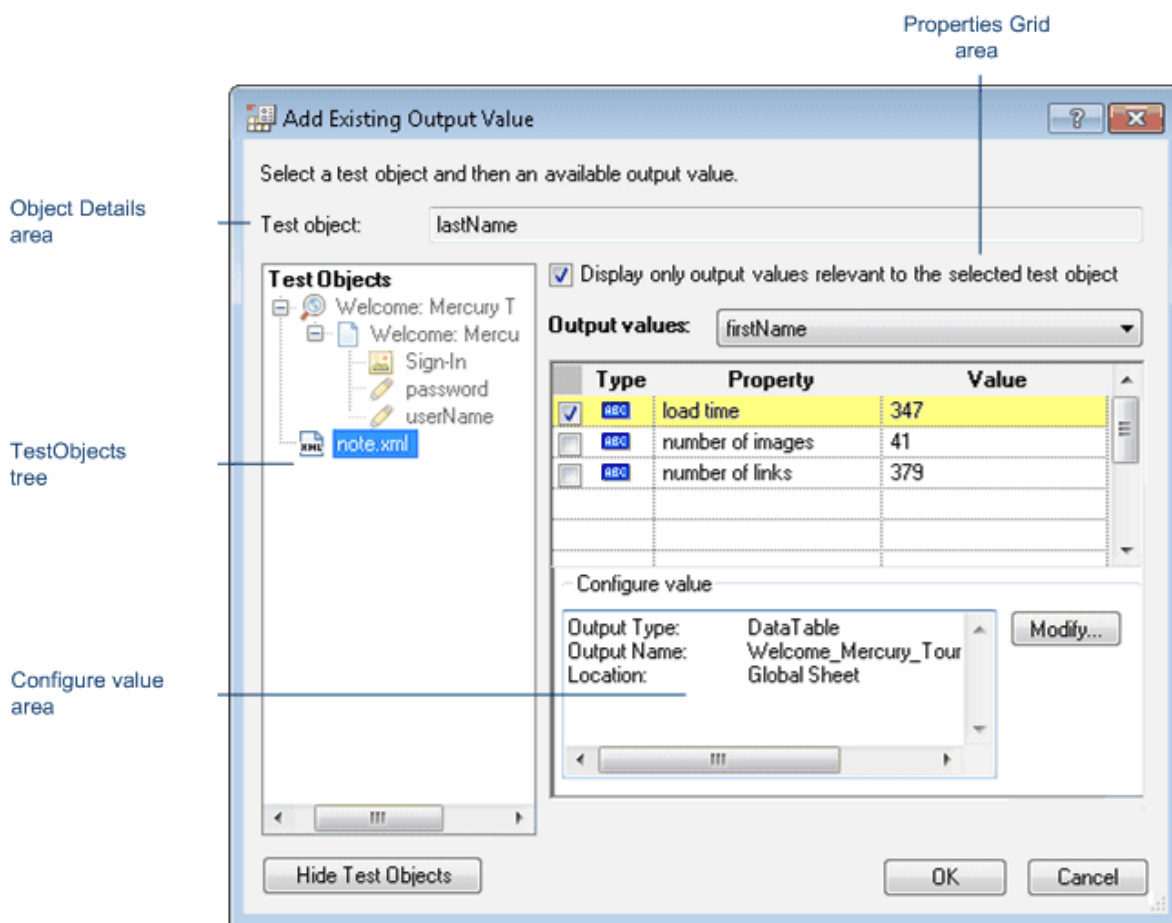 Properties Grid
area
Add Existing Output Value
Select a test object and then an available output value.
Object Details
area
Test object: lastName
Test Objects
Welcome: Mercury T
Welcome: Mercu
Sign-In
password
userName
note.xml
TestObjects
tree
Display only output values relevant to the selected test object
Output values: firstName
Type Property Value
ABC load time 347
ABC number of images 41
ABC number of links 379
Configure value
Output Type: DataTable
Output Name: Welcome_Mercury_Tour
Location: Global Sheet
Modify...
Configure value
area
Hide Test Objects
OK
Cancel